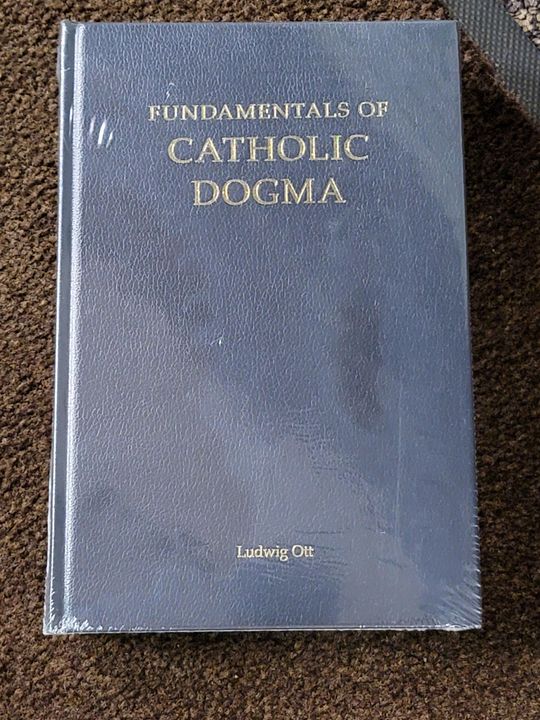 FUNDAMENTALS OF
CATHOLIC
DOGMA
Ludwig Ott